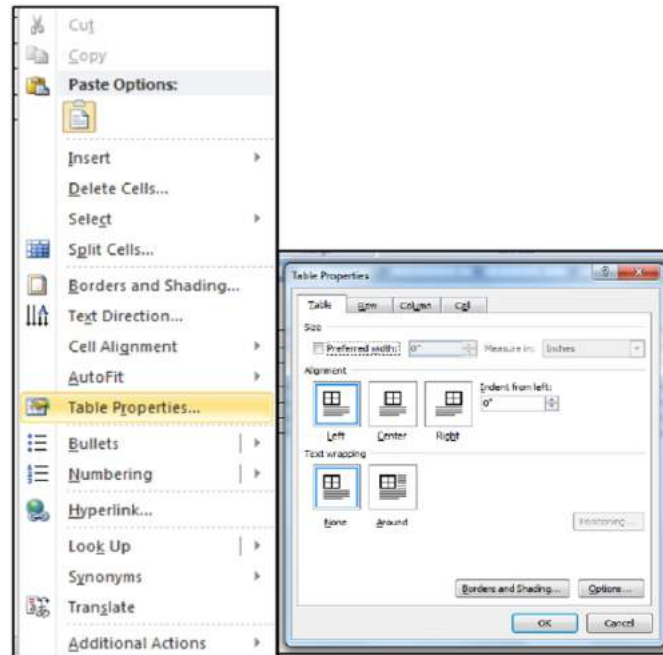 Cut
Copy
Paste Options:
Insert
Delete Cells...
Select
Split Cells...
Borders and Shading...
Text Direction...
Cell Alignment
AutoFit
Table Properties...
Bullets
Numbering
Hyperlink...
Look Up
Synonyms
Translate
Additional Actions
Table Properties
Table Row Column Cell
Size
Preferred width: 0" Measure in: Inches
Alignment
Indent from left:
0"
Left Center Right
Text wrapping
None Around
Positioning...
Borders and Shading... Options...
OK Cancel